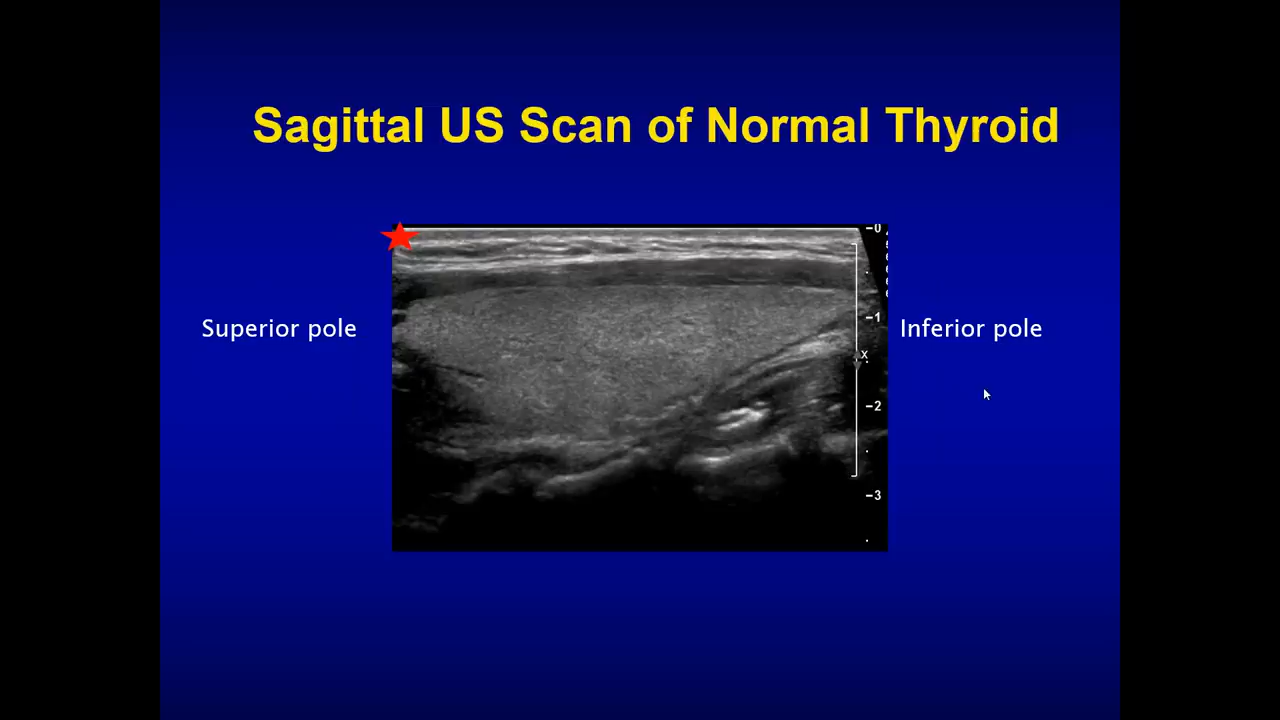 Sagittal US Scan of Normal Thyroid
Superior pole
Inferior pole
-0
-1
x
-2
-3